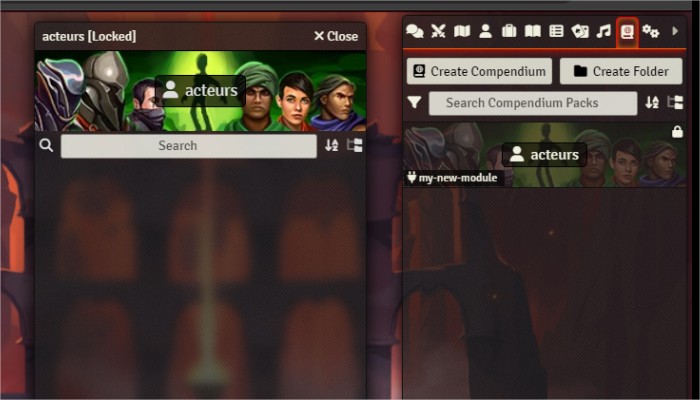 acteurs [Locked]
Close
acteurs
Search
Create Compendium
Create Folder
Search Compendium Packs
acteurs
my-new-module